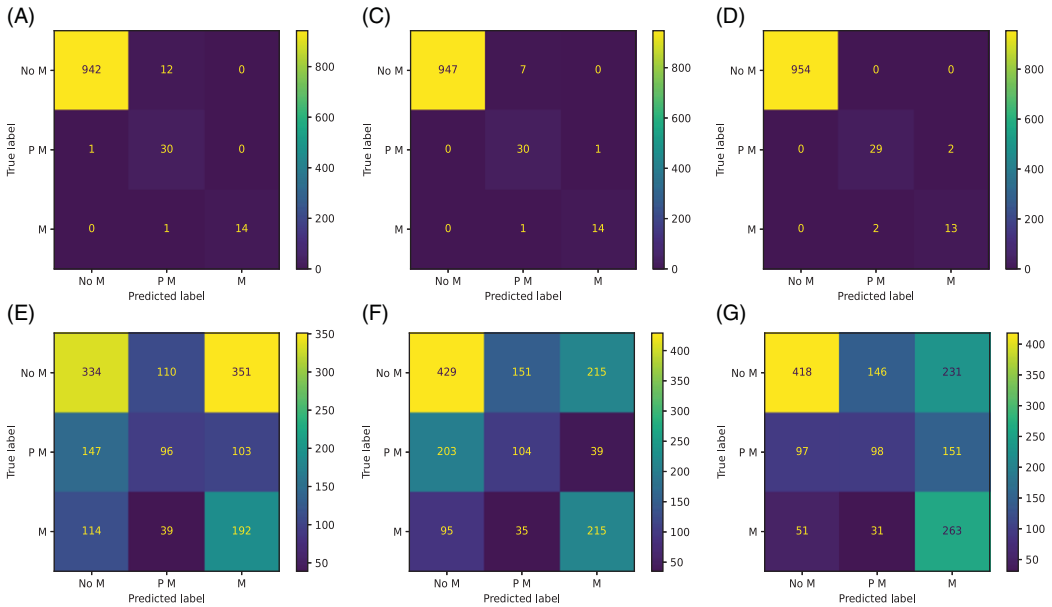 (A)
True label
No M
P M
M
942 12 0
1 30 0
0 1 14
No M P M M
Predicted label
800
600
400
200
0
(C)
True label
No M
P M
M
947 7 0
0 30 1
0 1 14
No M P M M
Predicted label
800
600
400
200
0
(D)
True label
No M
P M
M
954 0 0
0 29 2
0 2 13
No M P M M
Predicted label
800
600
400
200
0
(E)
True label
No M
P M
M
334 110 351
147 96 103
114 39 192
No M P M M
Predicted label
350
300
250
200
150
100
50
(F)
True label
No M
P M
M
429 151 215
203 104 39
95 35 215
No M P M M
Predicted label
400
350
300
250
200
150
100
50
(G)
True label
No M
P M
M
418 146 231
97 98 151
51 31 263
No M P M M
Predicted label
400
350
300
250
200
150
100
50